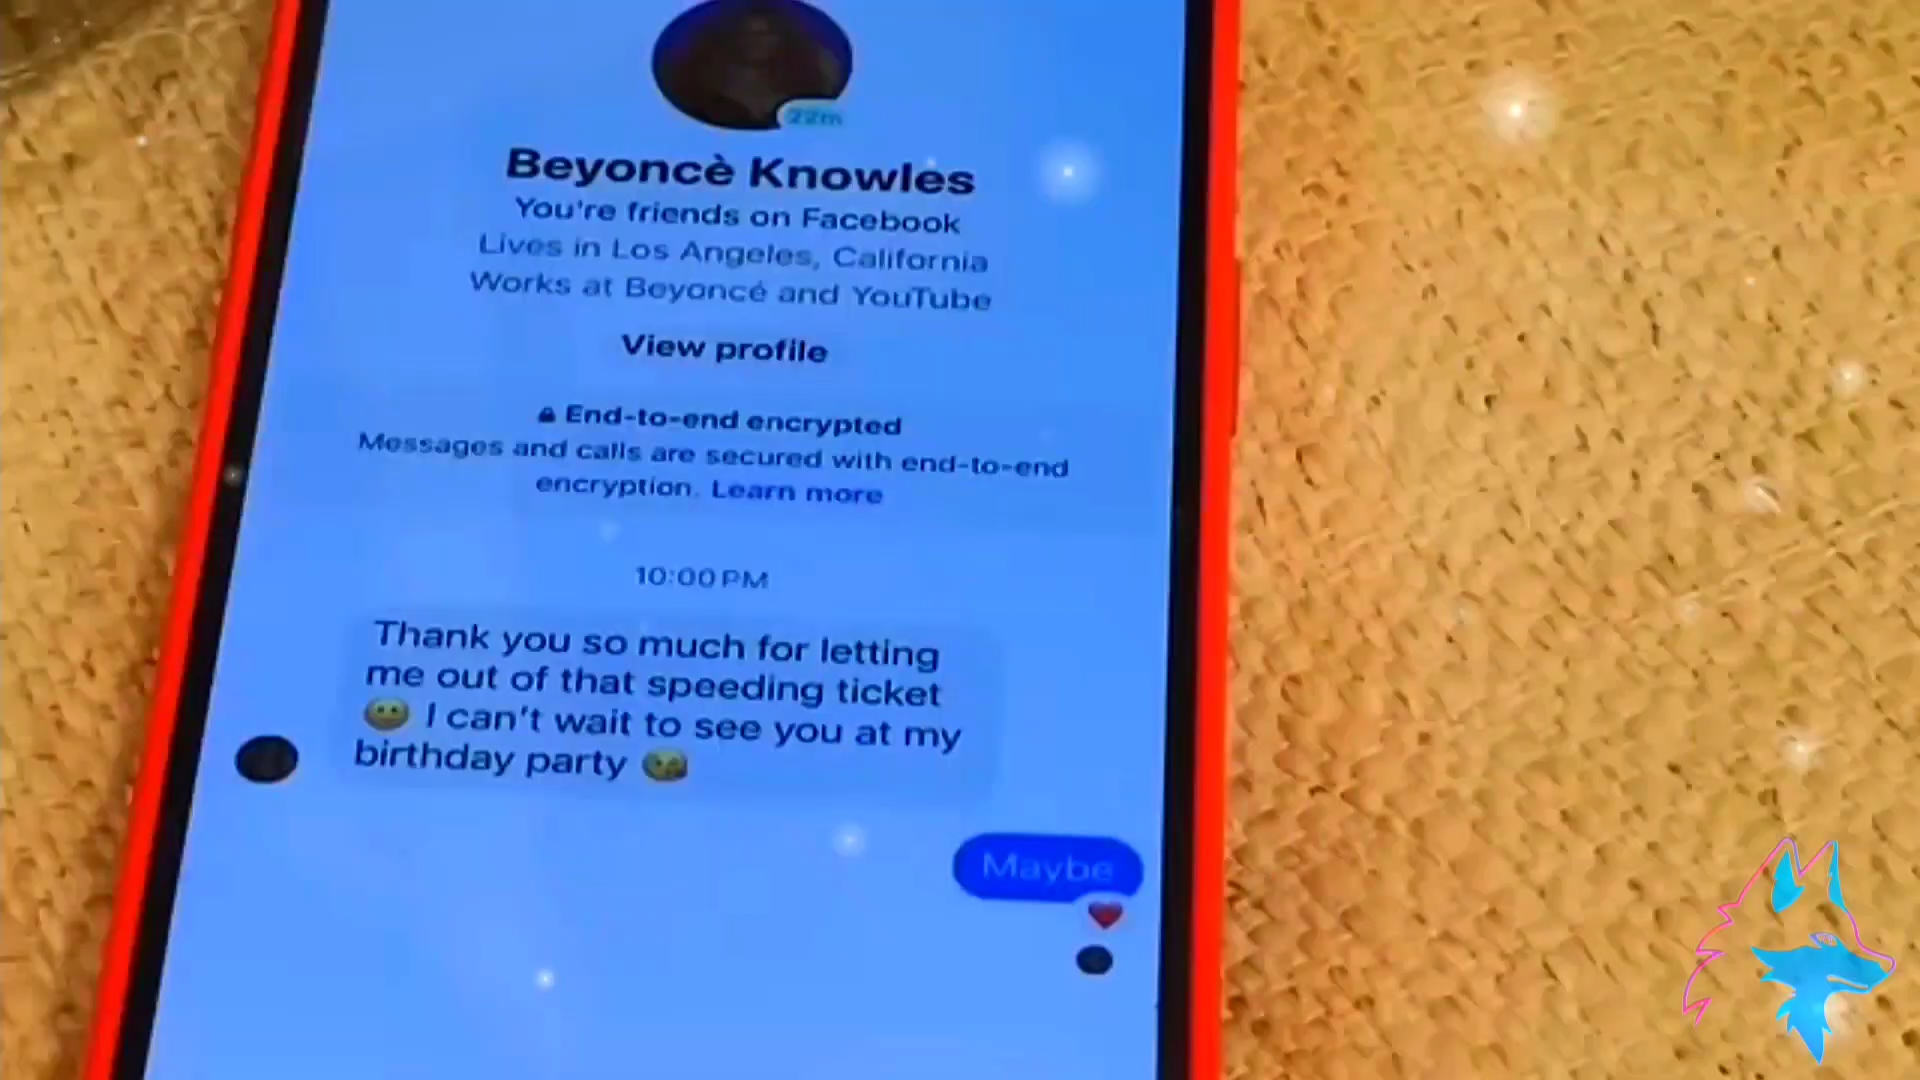 22m
Beyoncè Knowles
You're friends on Facebook
Lives in Los Angeles, California
Works at Beyoncé and YouTube
View profile
End-to-end encrypted
Messages and calls are secured with end-to-end
encryption. Learn more
10:00 PM
Thank you so much for letting
me out of that speeding ticket
😀 I can't wait to see you at my
birthday party 😘
Maybe